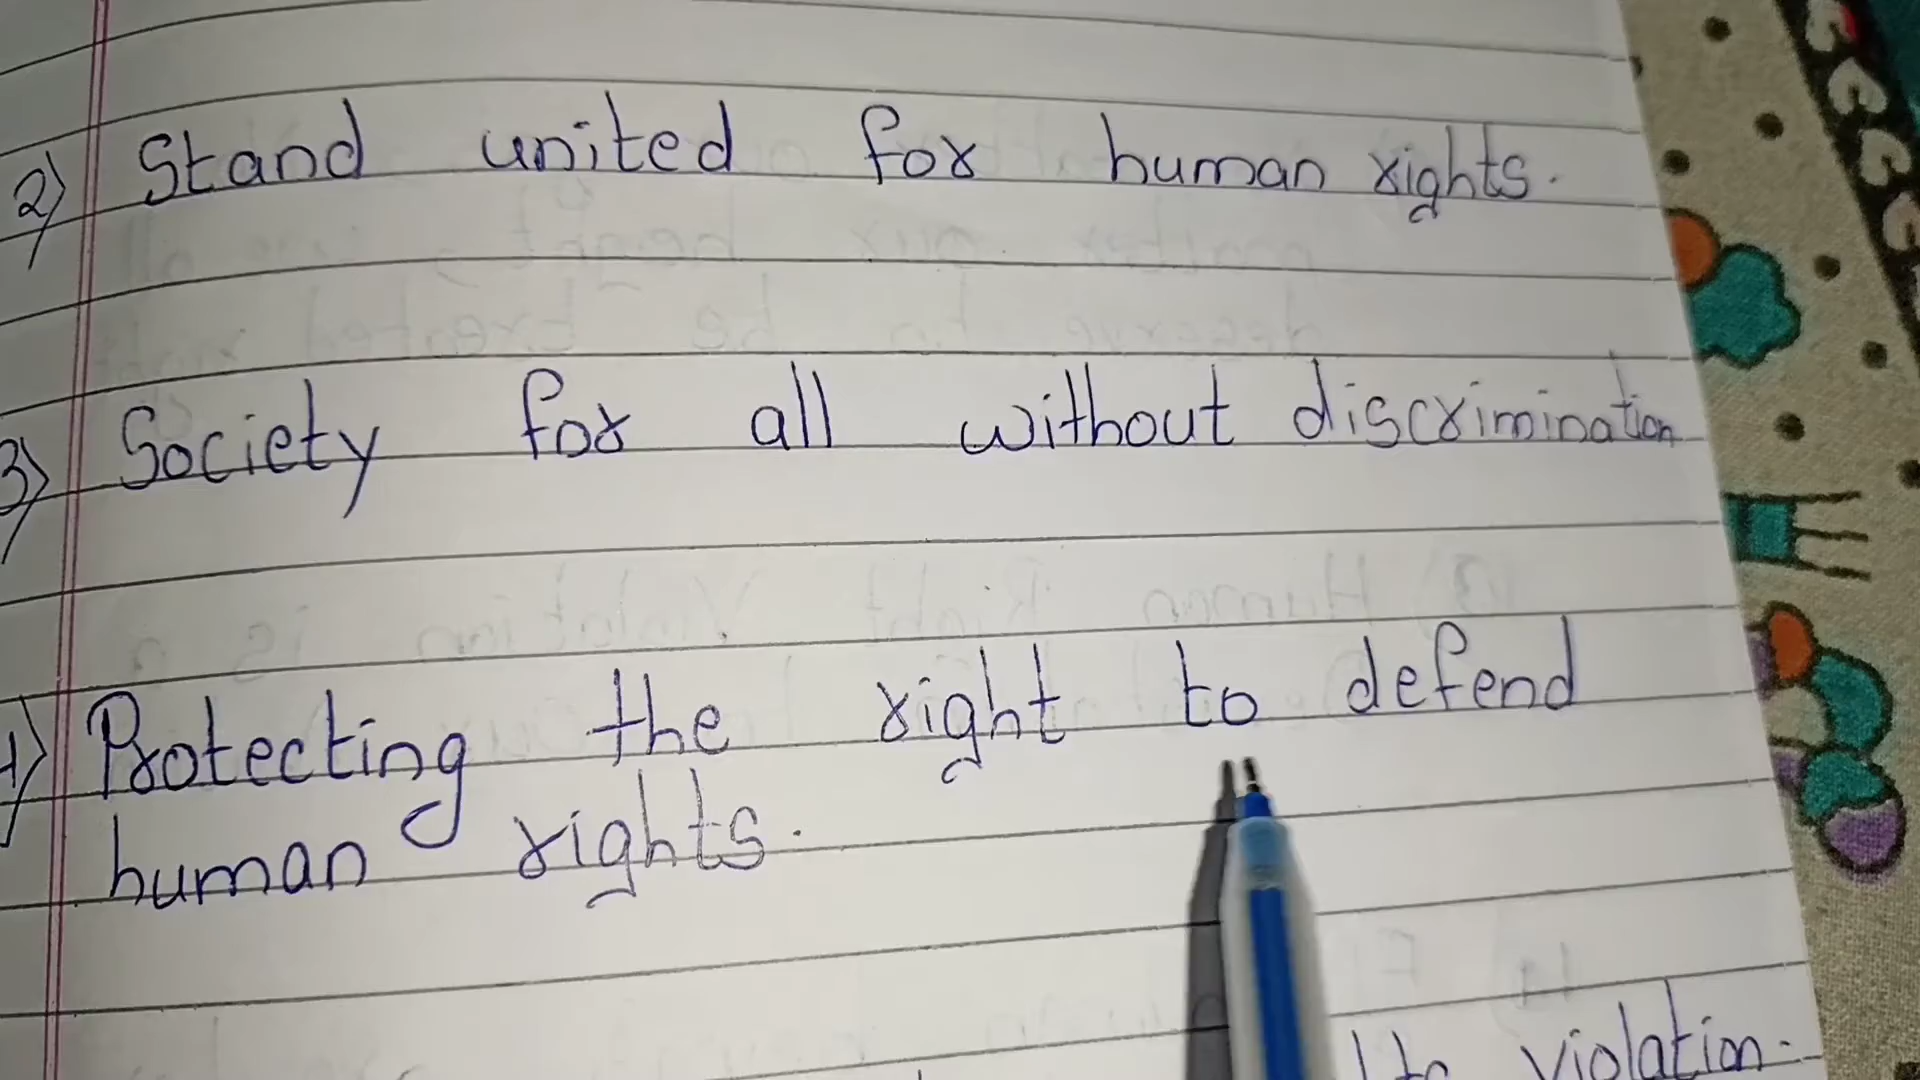 2) Stand united for human rights.
3) Society for all without discrimination
4) Protecting the right to defend
human rights.
violation.